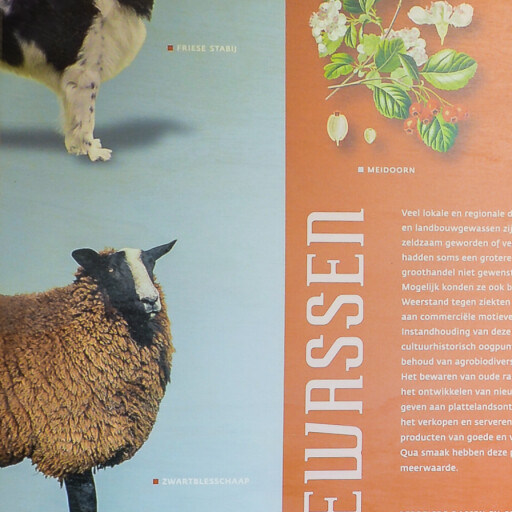 FRIESE STABIJ
MEIDOORN
ZWARTBLESSCHAAP
EWASSEN
Veel lokale en regionale
en landbouwgewassen zij
zeldzaam geworden of ve
hadden soms een grotere
groothandel niet gewenst
Mogelijk konden ze ook b
Weerstand tegen ziekten
aan commerciële motieve
Instandhouding van deze
cultuurhistorisch oogpun
behoud van agrobiodivers
Het bewaren van oude ra
het ontwikkelen van nieu
geven aan plattelandsont
het verkopen en serveren
producten van goede en
Qua smaak hebben deze p
meerwaarde.